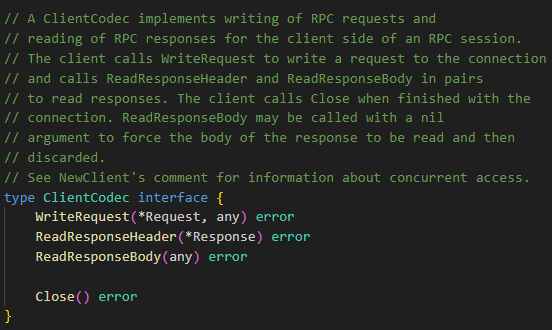 // A ClientCodec implements writing of RPC requests and
// reading of RPC responses for the client side of an RPC session.
// The client calls WriteRequest to write a request to the connection
// and calls ReadResponseHeader and ReadResponseBody in pairs
// to read responses. The client calls Close when finished with the
// connection. ReadResponseBody may be called with a nil
// argument to force the body of the response to be read and then
// discarded.
// See NewClient's comment for information about concurrent access.
type ClientCodec interface {
    WriteRequest(*Request, any) error
    ReadResponseHeader(*Response) error
    ReadResponseBody(any) error

    Close() error
}